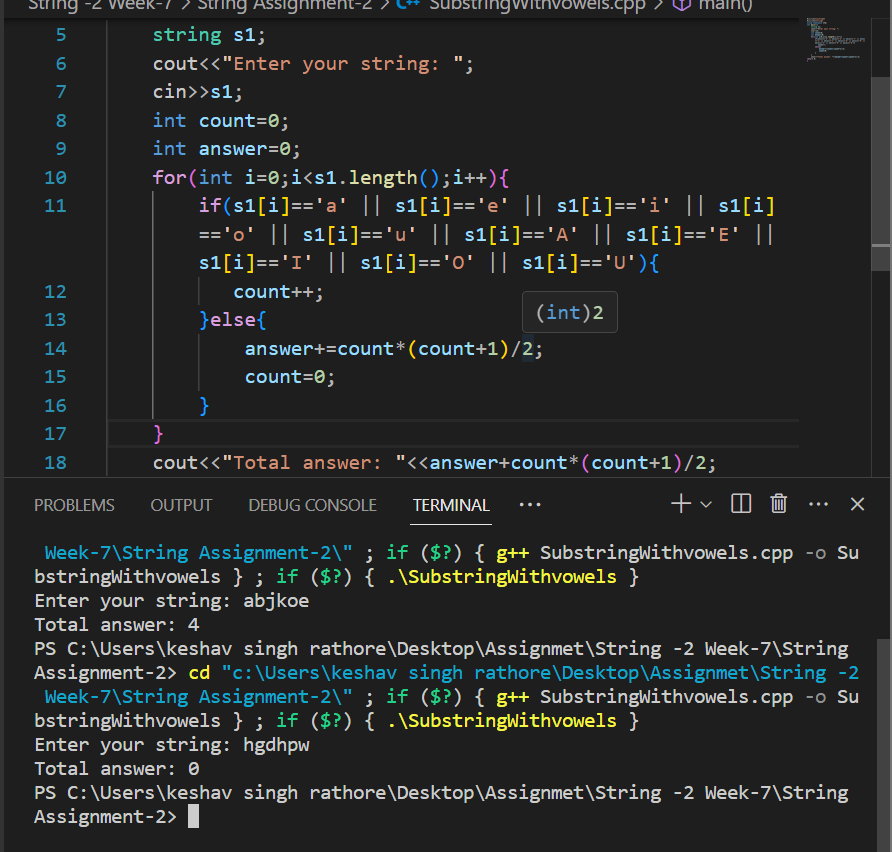 String -2 Week-7 > String Assignment-2 > C++ SubstringWithvowels.cpp > main()
5 string s1;
6 cout<<"Enter your string: ";
7 cin>>s1;
8 int count=0;
9 int answer=0;
10 for(int i=0;i<s1.length();i++){
11 if(s1[i]=='a' || s1[i]=='e' || s1[i]=='i' || s1[i]
=='o' || s1[i]=='u' || s1[i]=='A' || s1[i]=='E' ||
s1[i]=='I' || s1[i]=='O' || s1[i]=='U'){
12 count++;
(int)2
13 }else{
14 answer+=count*(count+1)/2;
15 count=0;
16 }
17 }
18 cout<<"Total answer: "<<answer+count*(count+1)/2;
PROBLEMS OUTPUT DEBUG CONSOLE TERMINAL ···
Week-7\String Assignment-2\" ; if ($?) { g++ SubstringWithvowels.cpp -o Su
bstringWithvowels } ; if ($?) { .\SubstringWithvowels }
Enter your string: abjkoe
Total answer: 4
PS C:\Users\keshav singh rathore\Desktop\Assignmet\String -2 Week-7\String
Assignment-2> cd "c:\Users\keshav singh rathore\Desktop\Assignmet\String -2
Week-7\String Assignment-2\" ; if ($?) { g++ SubstringWithvowels.cpp -o Su
bstringWithvowels } ; if ($?) { .\SubstringWithvowels }
Enter your string: hgdhpw
Total answer: 0
PS C:\Users\keshav singh rathore\Desktop\Assignmet\String -2 Week-7\String
Assignment-2>